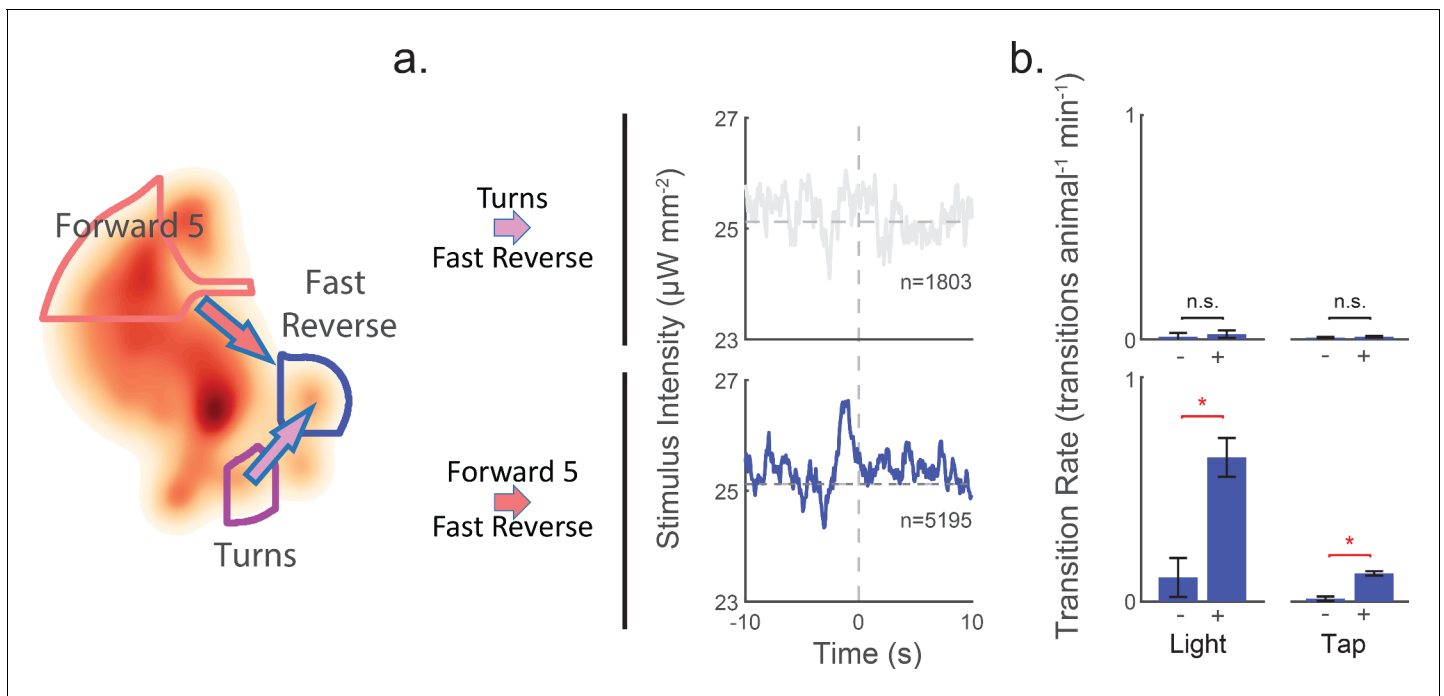 a.
b.
Forward 5
Fast
Reverse
Turns
Turns
Fast Reverse
Forward 5
Fast Reverse
Stimulus Intensity (µW mm⁻²)
27
25
23
n=1803
27
25
23
n=5195
-10
0
10
Time (s)
Transition Rate (transitions animal⁻¹ min⁻¹)
1
0
n.s.
n.s.
- +
- +
1
0
*
*
- +
- +
Light
Tap